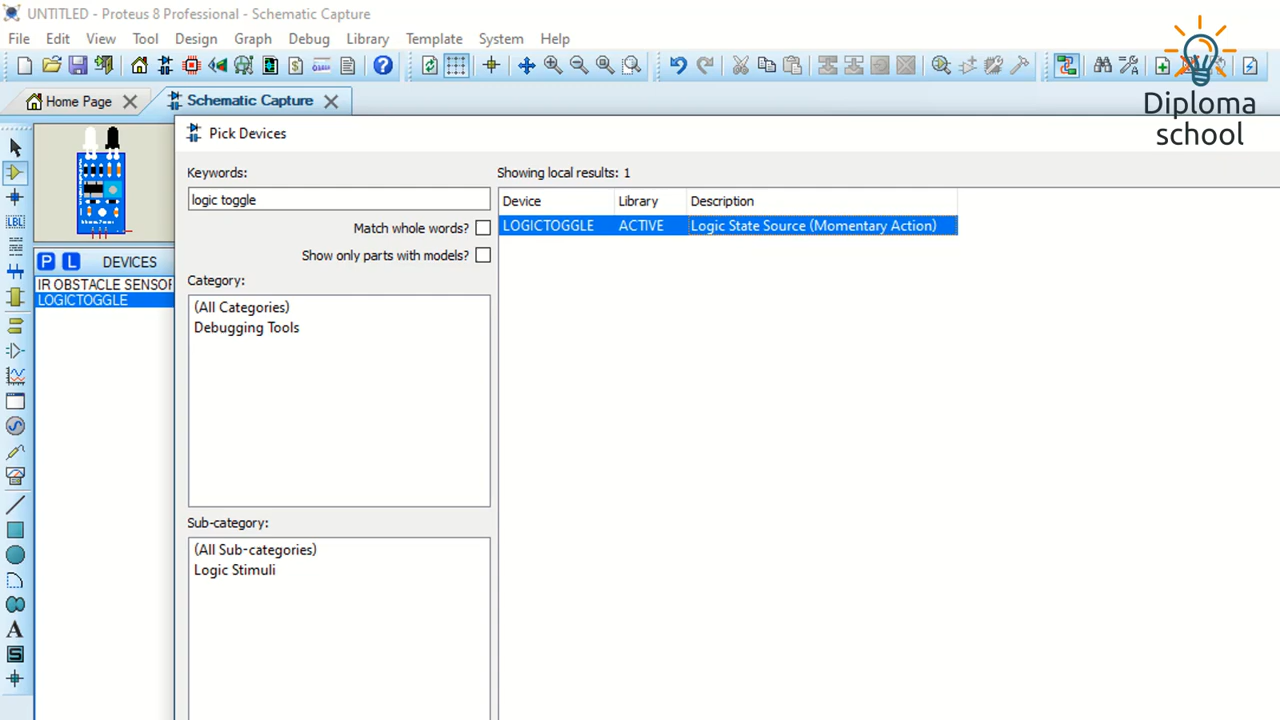 UNTITLED - Proteus 8 Professional - Schematic Capture
File Edit View Tool Design Graph Debug Library Template System Help
Home Page Schematic Capture
Diploma
school
Pick Devices
P L DEVICES
IR OBSTACLE SENSOR
LOGICTOGGLE
LBL
A
S
Keywords:
logic toggle
Match whole words?
Show only parts with models?
Category:
(All Categories)
Debugging Tools
Sub-category:
(All Sub-categories)
Logic Stimuli
Showing local results: 1
Device Library Description
LOGICTOGGLE ACTIVE Logic State Source (Momentary Action)